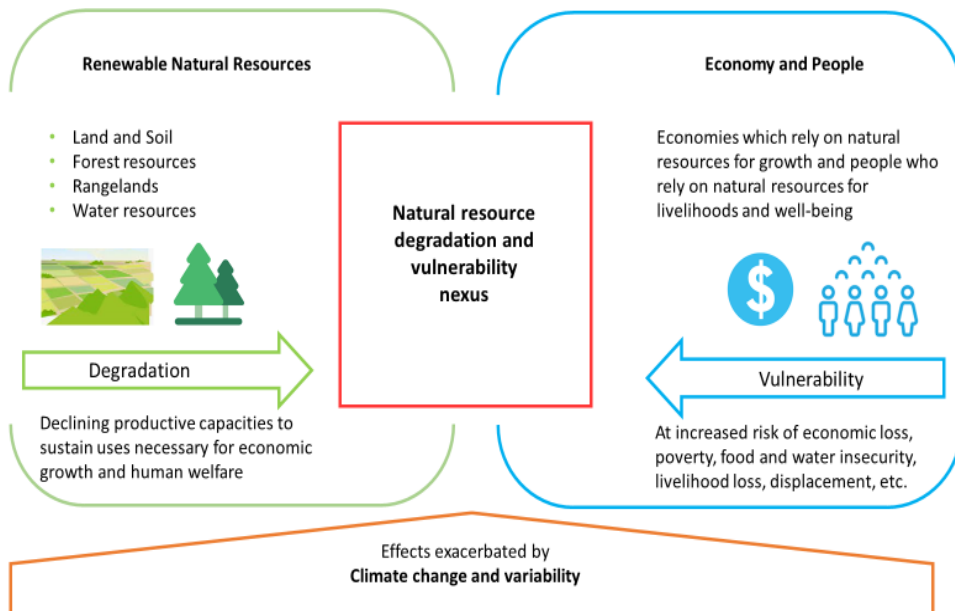 Renewable Natural Resources
• Land and Soil
• Forest resources
• Rangelands
• Water resources
Degradation
Declining productive capacities to
sustain uses necessary for economic
growth and human welfare
Natural resource
degradation and
vulnerability
nexus
Economy and People
Economies which rely on natural
resources for growth and people who
rely on natural resources for
livelihoods and well-being
$
Vulnerability
At increased risk of economic loss,
poverty, food and water insecurity,
livelihood loss, displacement, etc.
Effects exacerbated by
Climate change and variability